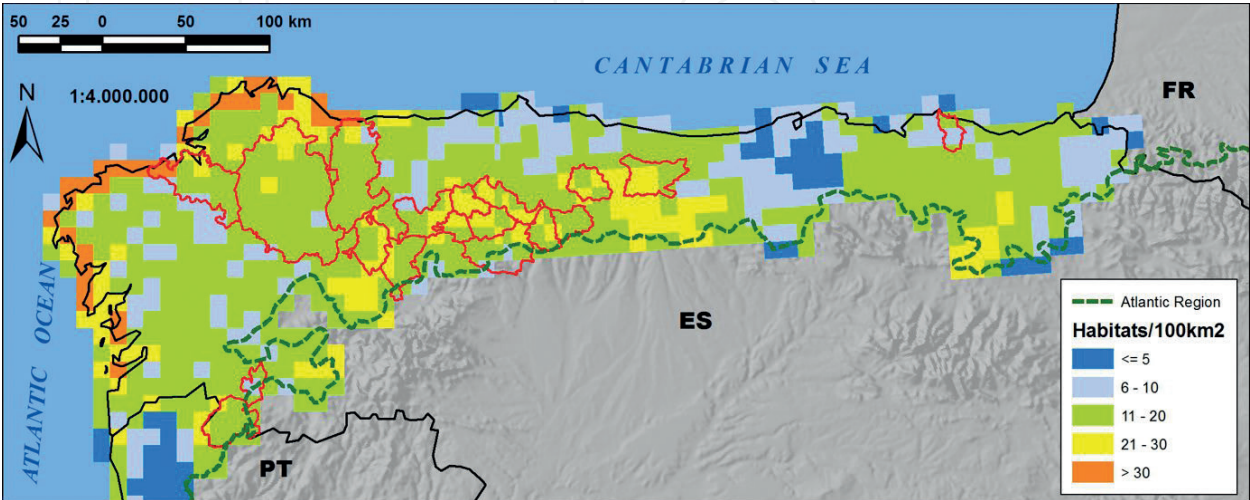 50 25 0 50 100 km
CANTABRIAN SEA
N
1:4.000.000
FR
ATLANTIC OCEAN
ES
PT
Atlantic Region
Habitats/100km2
<= 5
6 - 10
11 - 20
21 - 30
> 30